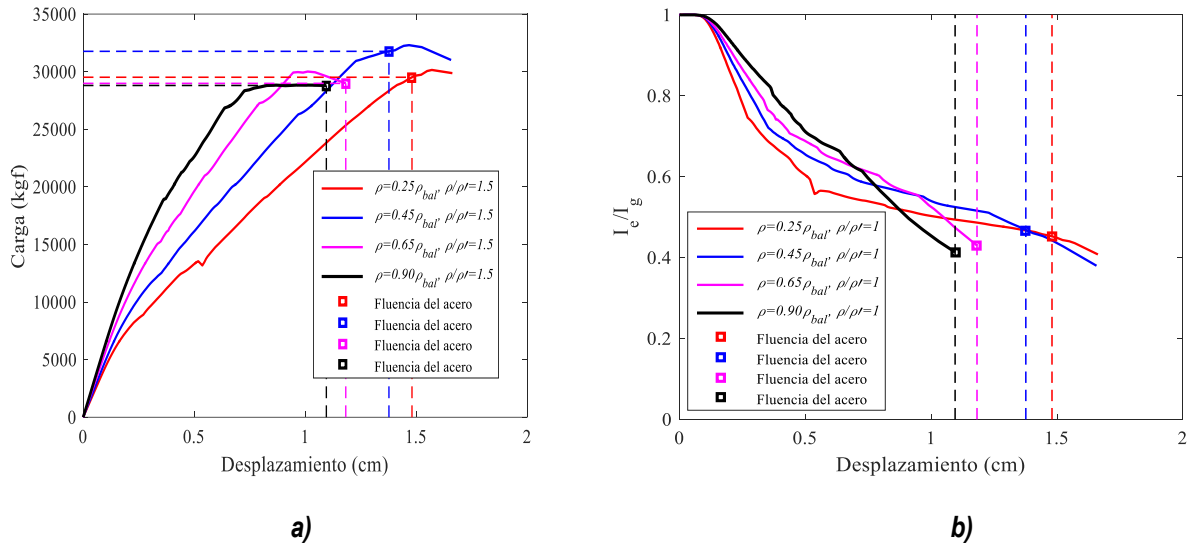 35000
30000
25000
20000
15000
10000
5000
0
Carga (kgf)
0 0.5 1 1.5 2
Desplazamiento (cm)
ρ=0.25ρbal, ρ/ρ′=1.5
ρ=0.45ρbal, ρ/ρ′=1.5
ρ=0.65ρbal, ρ/ρ′=1.5
ρ=0.90ρbal, ρ/ρ′=1.5
Fluencia del acero
Fluencia del acero
Fluencia del acero
Fluencia del acero
a)
1
0.8
0.6
0.4
0.2
0
Ie/Ig
0 0.5 1 1.5 2
Desplazamiento (cm)
ρ=0.25ρbal, ρ/ρ′=1
ρ=0.45ρbal, ρ/ρ′=1
ρ=0.65ρbal, ρ/ρ′=1
ρ=0.90ρbal, ρ/ρ′=1
Fluencia del acero
Fluencia del acero
Fluencia del acero
Fluencia del acero
b)